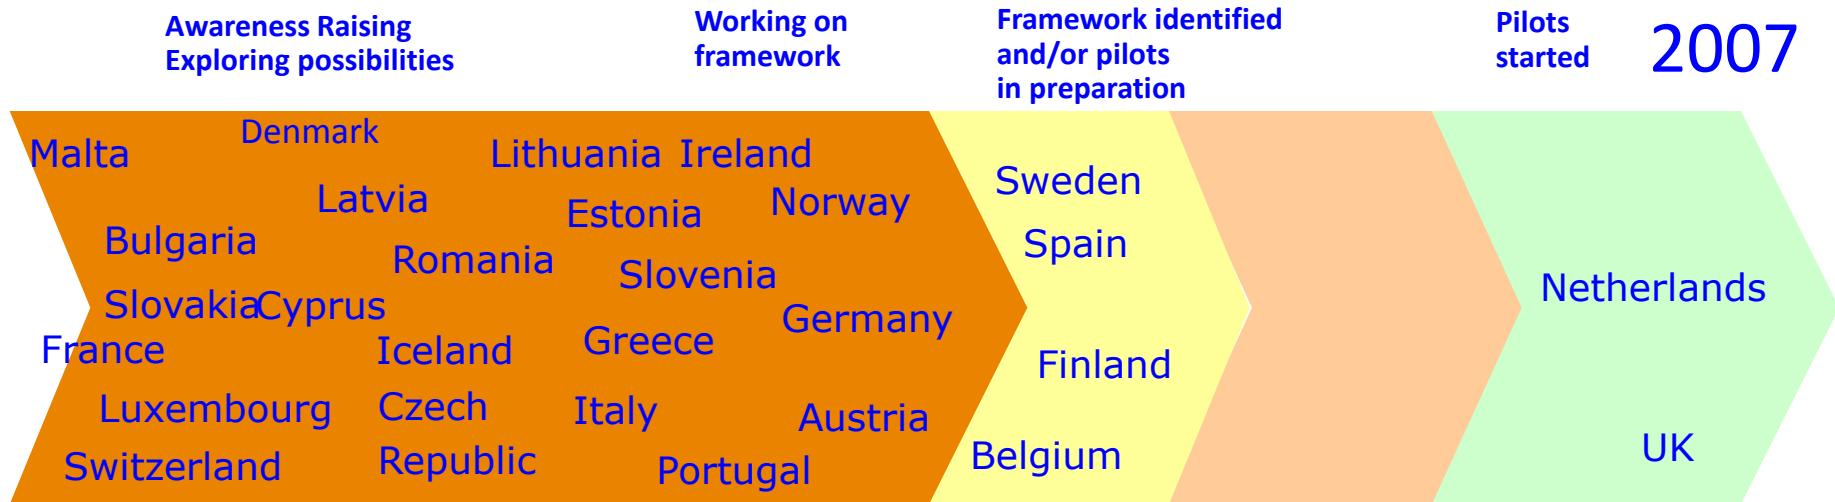 Awareness Raising
Exploring possibilities
Working on
framework
Framework identified
and/or pilots
in preparation
Pilots
started
2007
Malta
Denmark
Lithuania
Ireland
Latvia
Estonia
Norway
Bulgaria
Romania
Slovenia
Slovakia
Cyprus
Germany
France
Iceland
Greece
Luxembourg
Czech
Republic
Italy
Austria
Switzerland
Portugal
Sweden
Spain
Finland
Belgium
Netherlands
UK